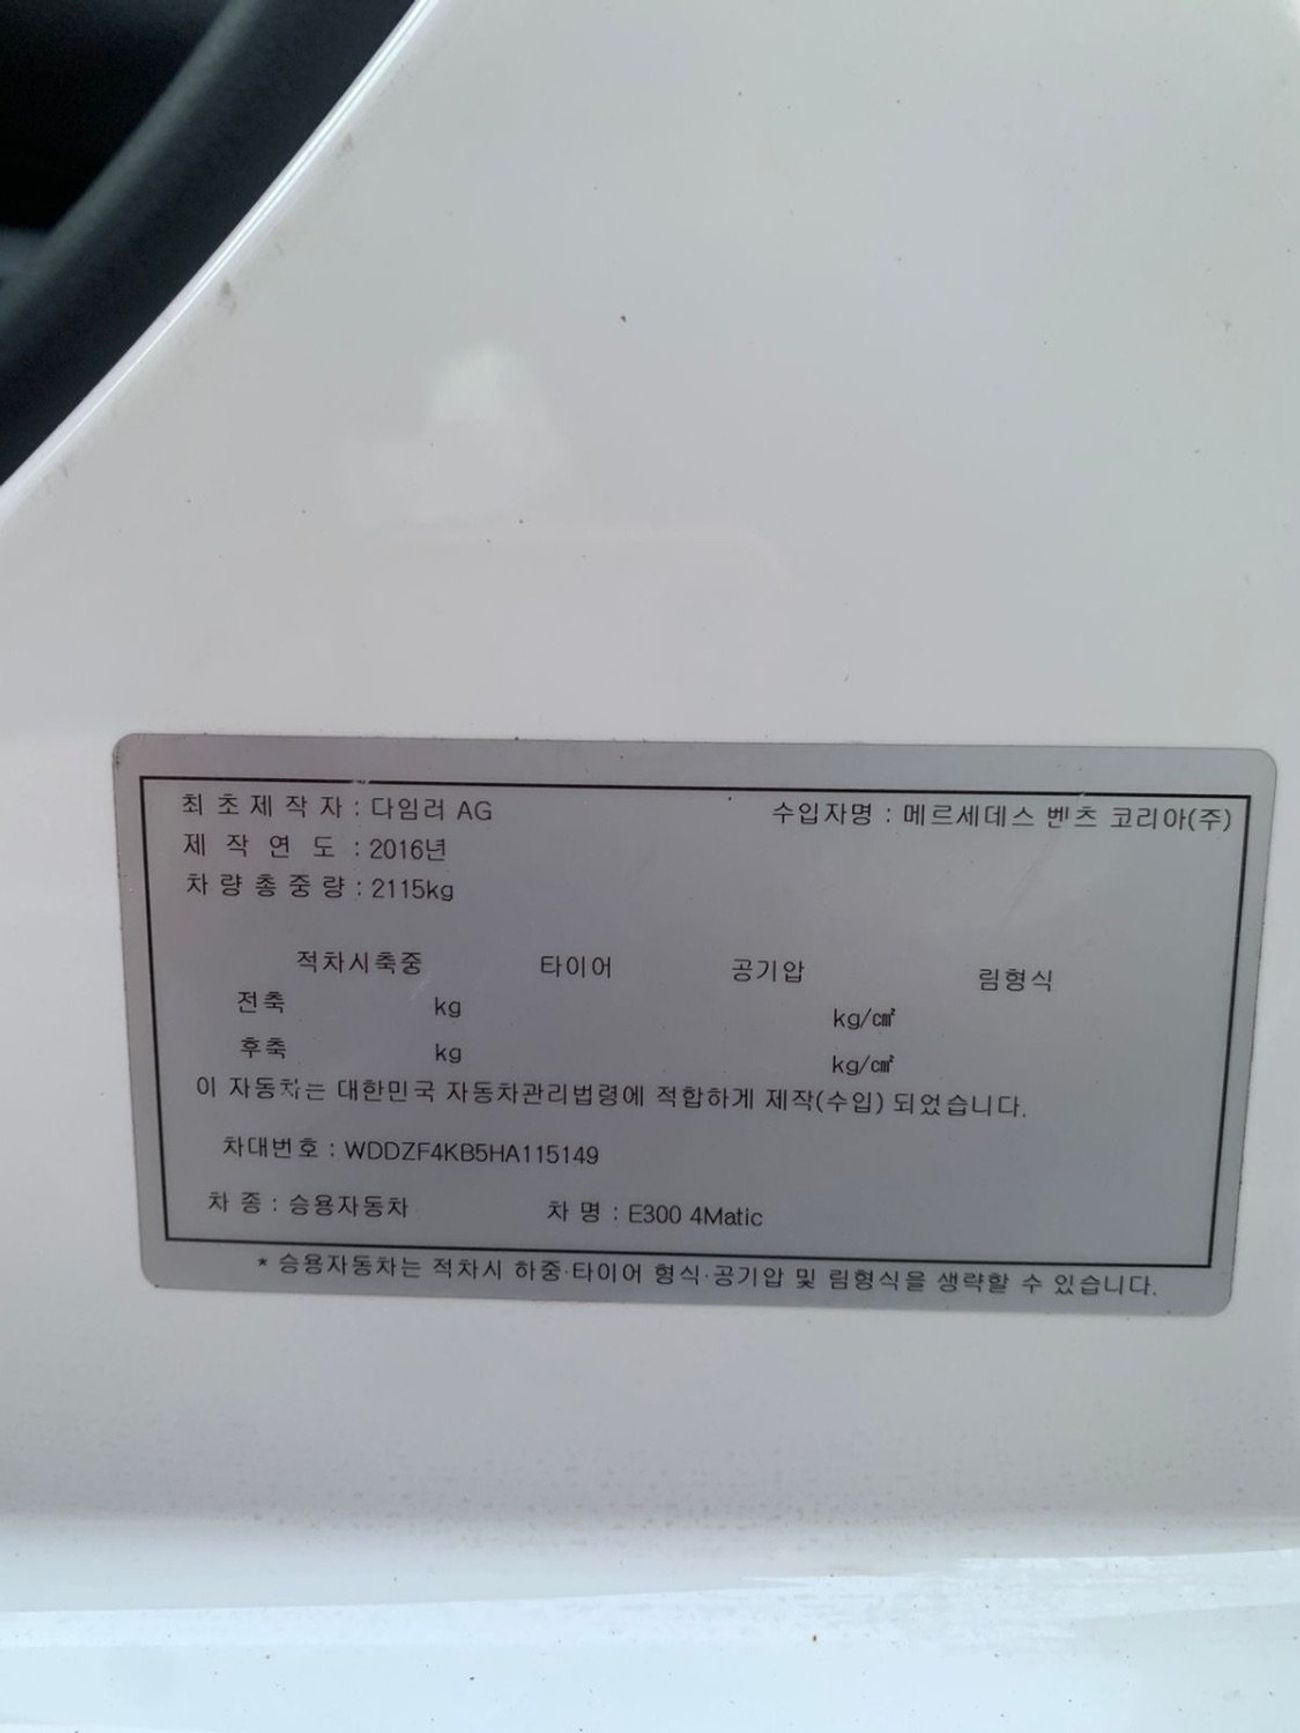 최초제작자 : 다임러 AG 수입자명 : 메르세데스 벤츠 코리아(주)
제작연도 : 2016년
차량총중량 : 2115kg
적차시축중 타이어 공기압 림형식
전축 kg kg/㎠
후축 kg kg/㎠
이 자동차는 대한민국 자동차관리법령에 적합하게 제작(수입) 되었습니다.
차대번호 : WDDZF4KB5HA115149
차 종 : 승용자동차 차 명 : E300 4Matic
* 승용자동차는 적차시 하중·타이어 형식·공기압 및 림형식을 생략할 수 있습니다.